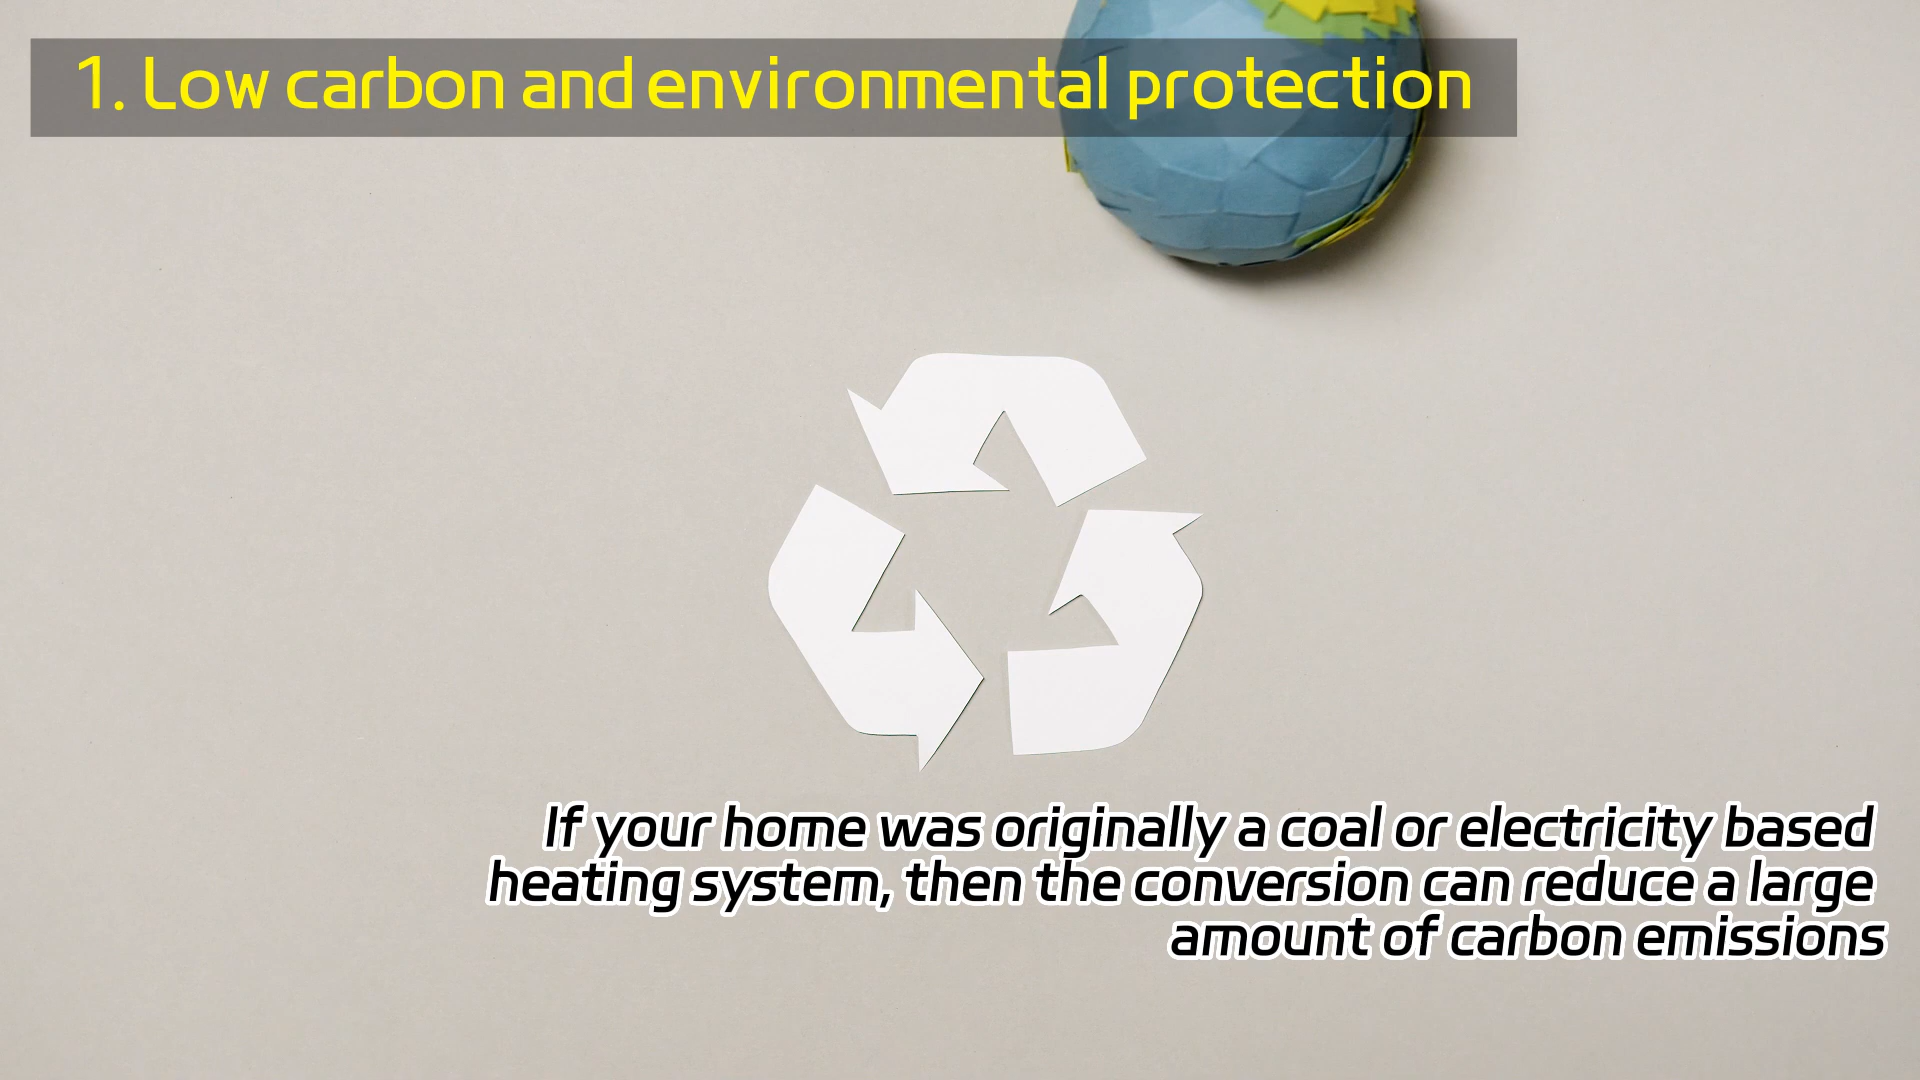 1. Low carbon and environmental protection
If your home was originally a coal or electricity based
heating system, then the conversion can reduce a large
amount of carbon emissions